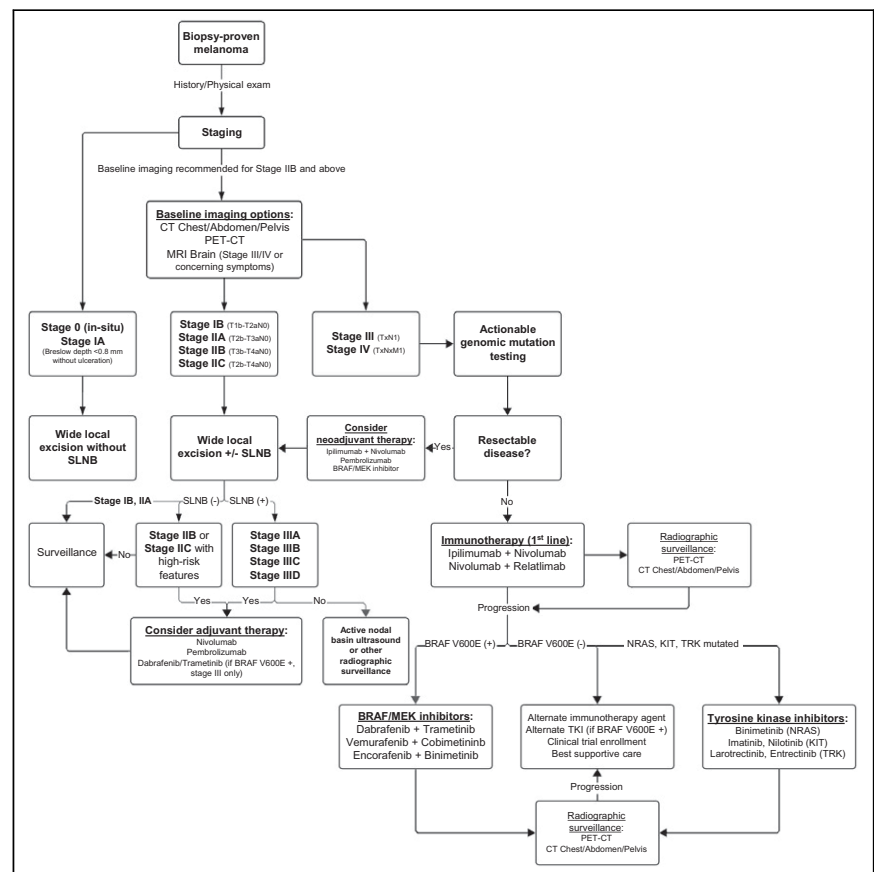 Biopsy-proven
melanoma
History/Physical exam
Staging
Baseline imaging recommended for Stage IIB and above
Baseline imaging options:
CT Chest/Abdomen/Pelvis
PET-CT
MRI Brain (Stage III/IV or
concerning symptoms)
Stage 0 (in-situ)
Stage IA
(Breslow depth <0.8 mm
without ulceration)
Stage IB (T1b-T2aN0)
Stage IIA (T2b-T3aN0)
Stage IIB (T3b-T4aN0)
Stage IIC (T2b-T4aN0)
Stage III (TxN1)
Stage IV (TxNxM1)
Actionable
genomic mutation
testing
Wide local
excision without
SLNB
Wide local
excision +/- SLNB
Consider
neoadjuvant therapy:
Ipilimumab + Nivolumab
Pembrolizumab
BRAF/MEK inhibitor
Yes
Resectable
disease?
Stage IB, IIA
SLNB (-)
SLNB (+)
No
Surveillance
No
Stage IIB or
Stage IIC with
high-risk
features
Stage IIIA
Stage IIIB
Stage IIIC
Stage IIID
Immunotherapy (1st line)
Ipilimumab + Nivolumab
Nivolumab + Relatlimab
Radiographic
surveillance:
PET-CT
CT Chest/Abdomen/Pelvis
Yes
Yes
No
Progression
Consider adjuvant therapy:
Nivolumab
Pembrolizumab
Dabrafenib/Trametinib (if BRAF V600E +,
stage III only)
Active nodal
basin ultrasound
or other
radiographic
surveillance
BRAF V600E (+)
BRAF V600E (-)
NRAS, KIT, TRK mutated
BRAF/MEK inhibitors:
Dabrafenib + Trametinib
Vemurafenib + Cobimetininb
Encorafenib + Binimetinib
Alternate immunotherapy agent
Alternate TKI (if BRAF V600E +)
Clinical trial enrollment
Best supportive care
Tyrosine kinase inhibitors:
Binimetinib (NRAS)
Imatinib, Nilotinib (KIT)
Larotrectinib, Entrectinib (TRK)
Progression
Radiographic
surveillance:
PET-CT
CT Chest/Abdomen/Pelvis